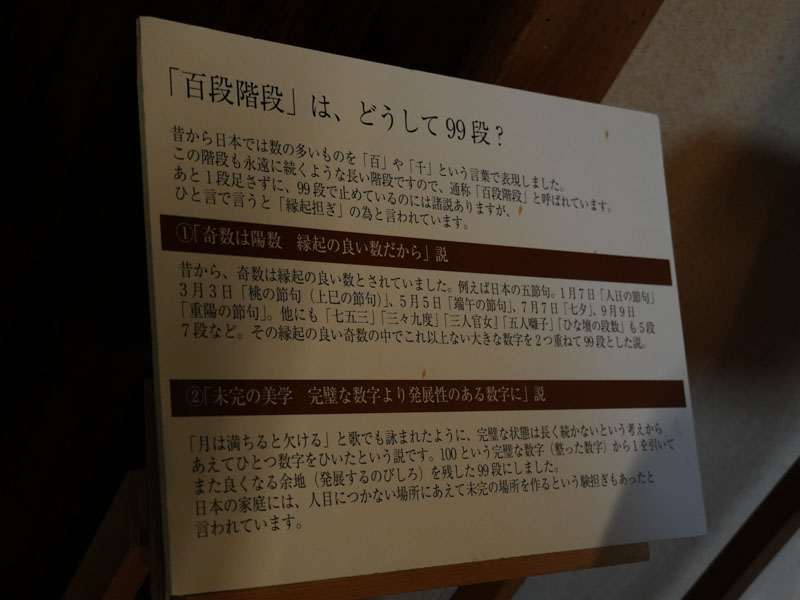 「百段階段」は、どうして99段？
昔から日本では数の多いものを「百」や「千」という言葉で表現しました。
この階段も永遠に続くような長い階段ですので、通称「百段階段」と呼ばれています。
あと1段足さずに、99段で止めているのには諸説ありますが、
ひと言で言うと「縁起担ぎ」の為と言われています。
①「奇数は陽数　縁起の良い数だから」説
昔から、奇数は縁起の良い数とされていました。例えば日本の五節句。1月7日「人日の節句」
3月3日「桃の節句（上巳の節句）」、5月5日「端午の節句」、7月7日「七夕」、9月9日
「重陽の節句」。他にも「七五三」「三々九度」「三人官女」「五人囃子」「ひな壇の段数」も5段
7段など。その縁起の良い奇数の中でこれ以上ない大きな数字を2つ重ねて99段とした説。
②「未完の美学　完璧な数字より発展性のある数字に」説
「月は満ちると欠ける」と歌でも詠まれたように、完璧な状態は長く続かないという考えから
あえてひとつ数字をひいたという説です。100という完璧な数字（整った数字）から1を引いて
また良くなる余地（発展するのびしろ）を残した99段にしました。
日本の家庭には、人目につかない場所にあえて未完の場所を作るという験担ぎもあったと
言われています。